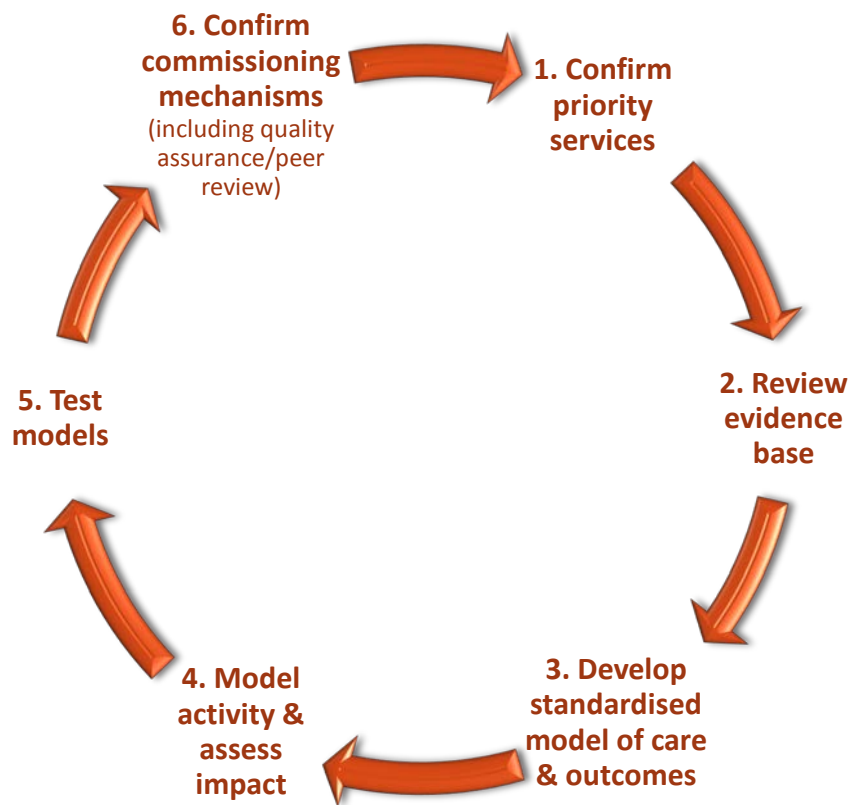 1. Confirm
priority
services
2. Review
evidence
base
3. Develop
standardised
model of care
& outcomes
4. Model
activity &
assess
impact
5. Test
models
6. Confirm
commissioning
mechanisms
(including quality
assurance/peer
review)